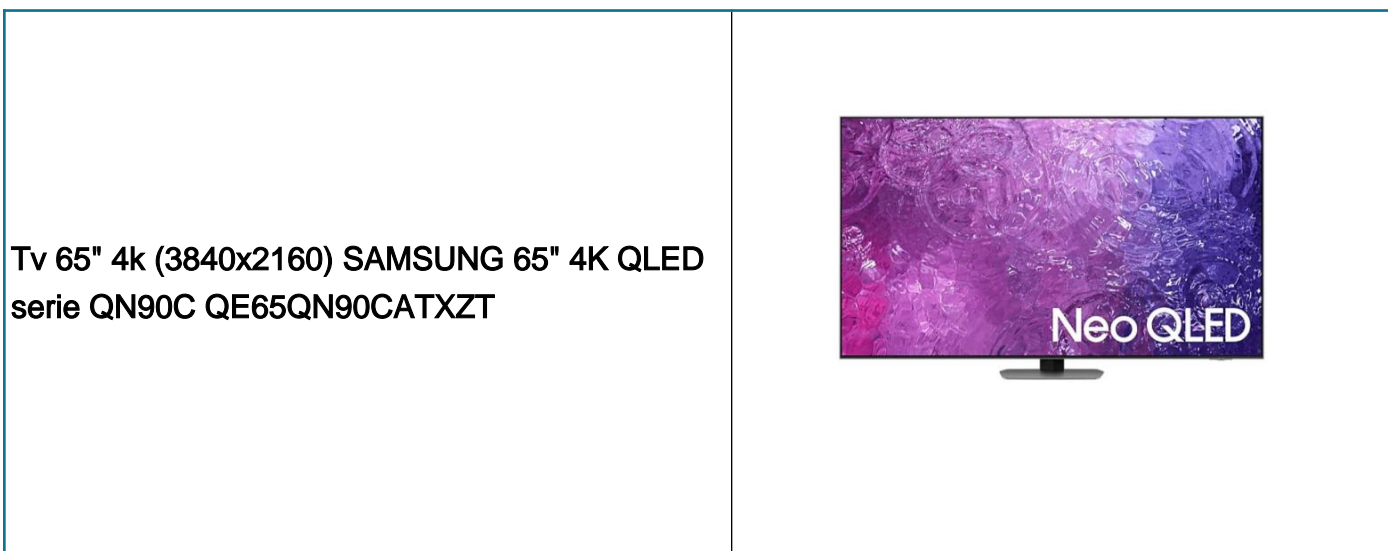 Tv 65" 4k (3840x2160) SAMSUNG 65" 4K QLED
serie QN90C QE65QN90CATXZT
Neo QLED